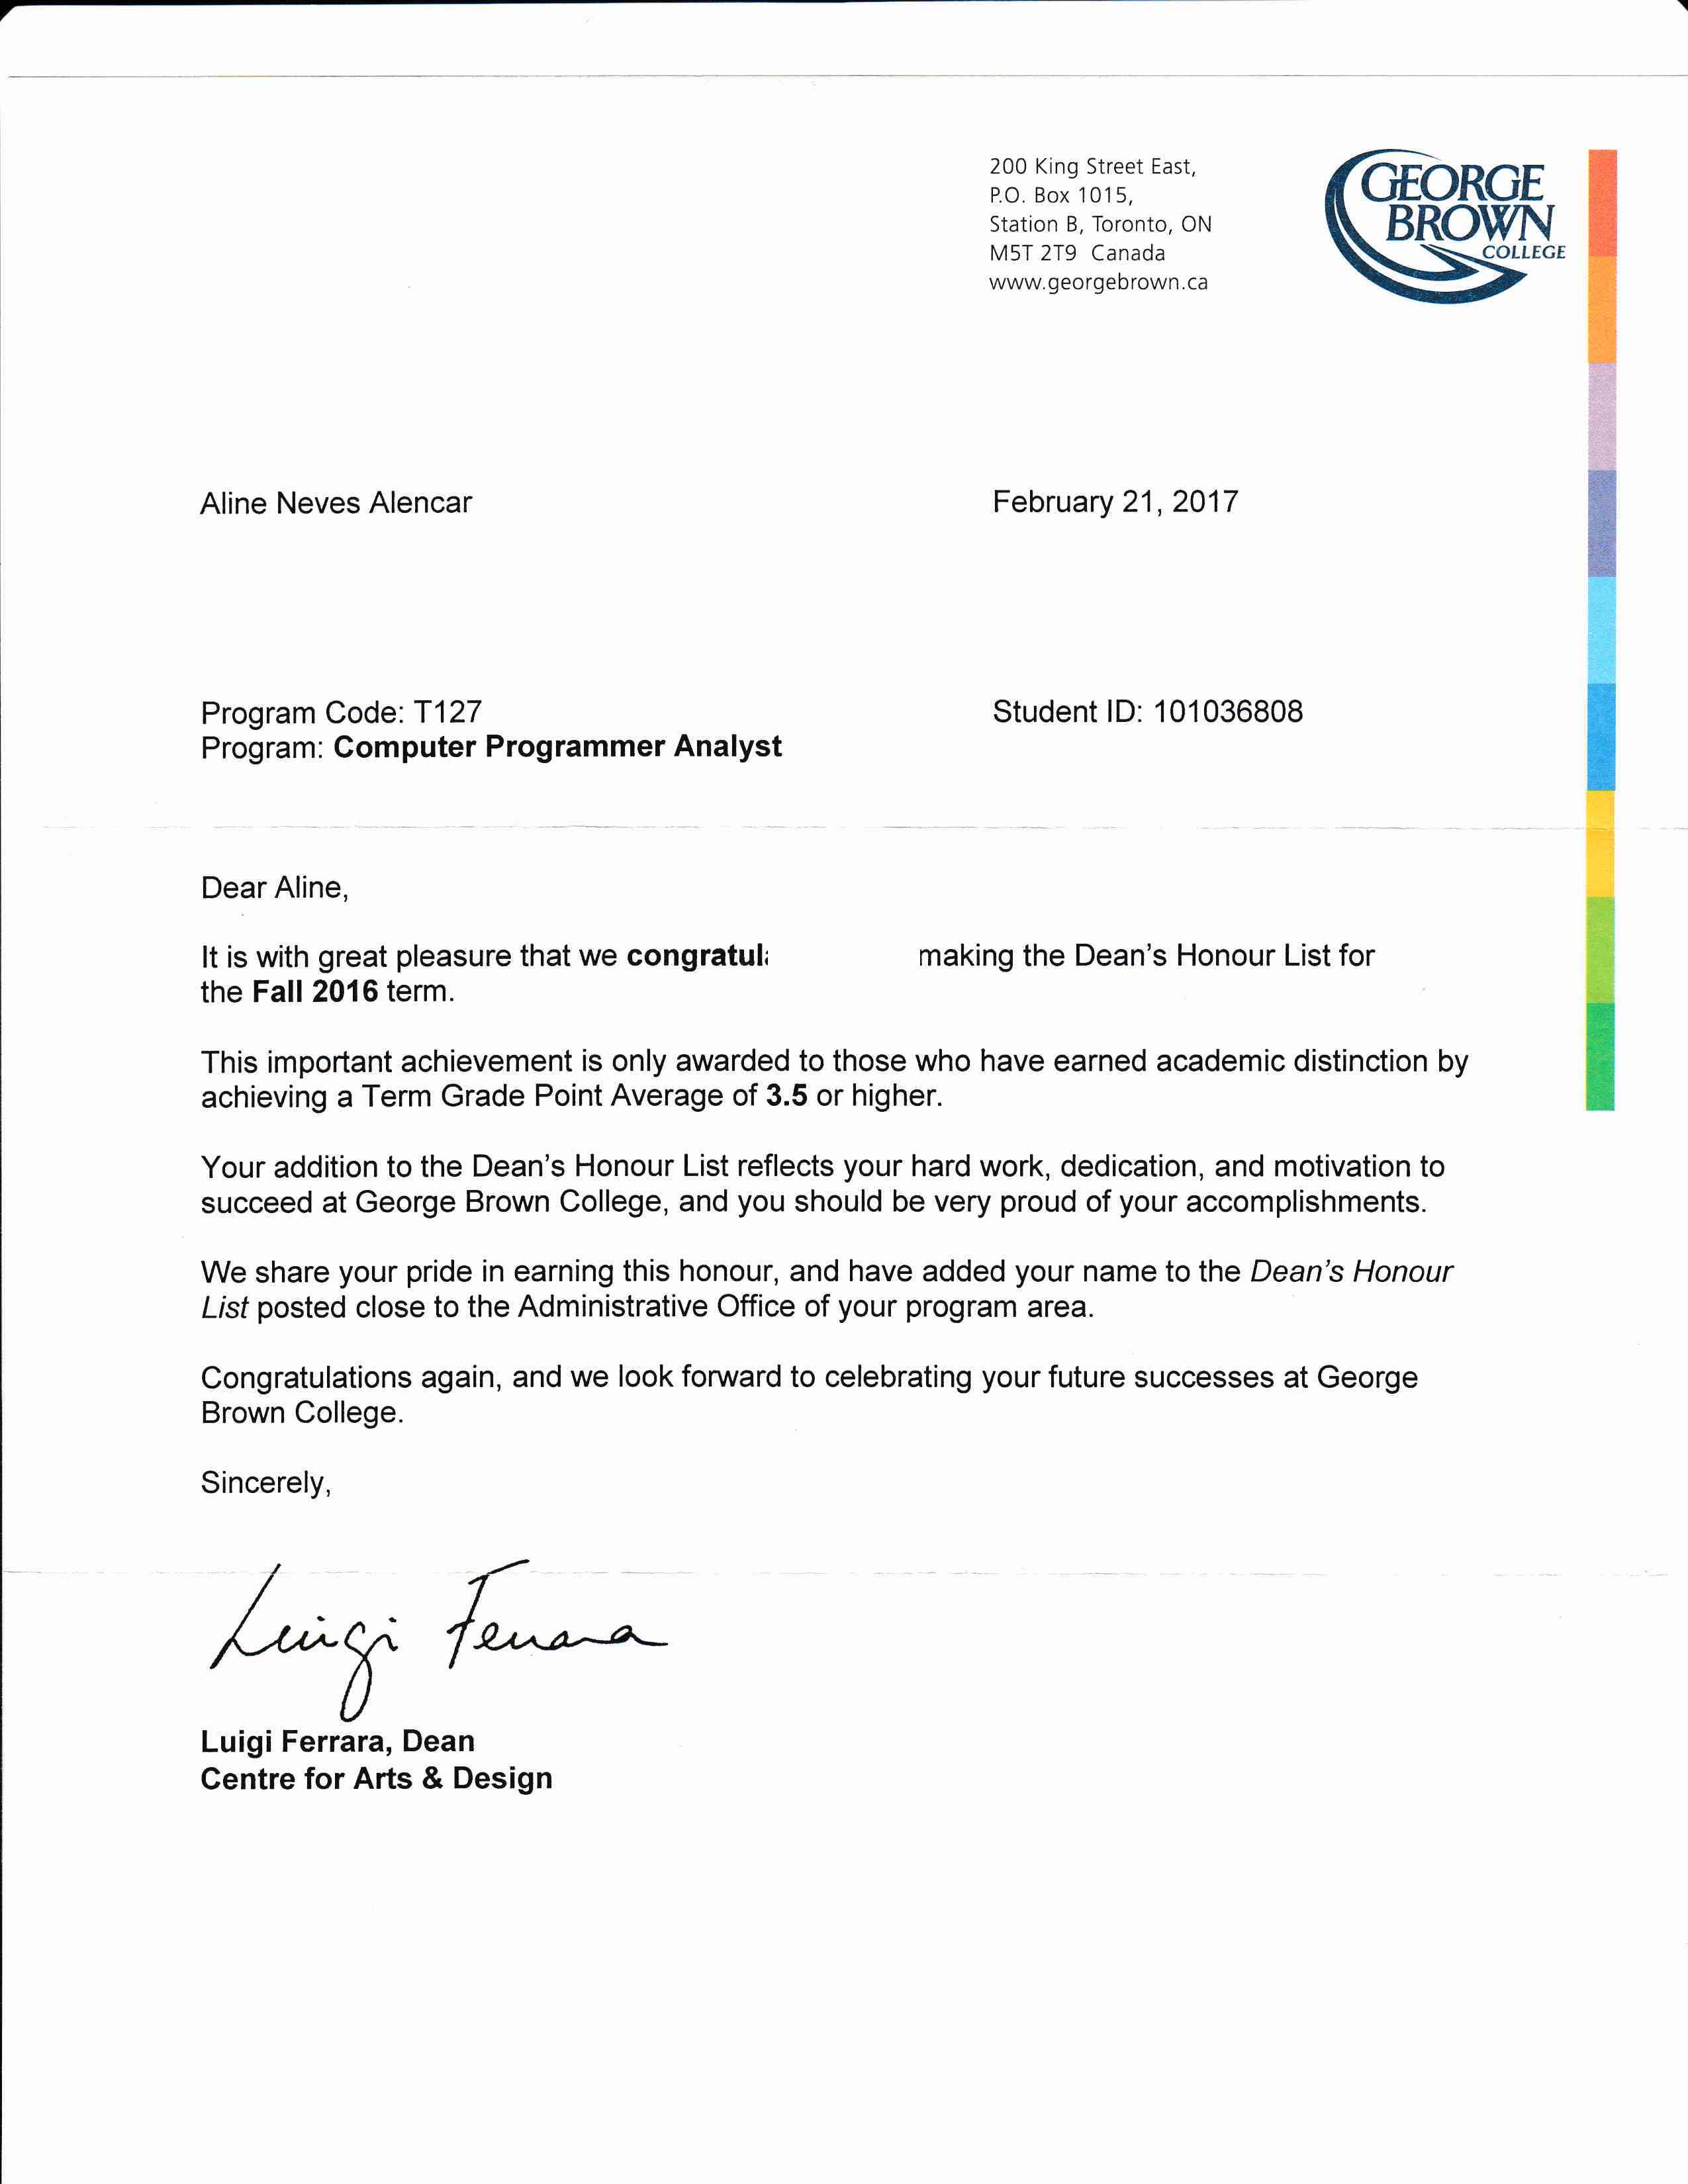 200 King Street East,
P.O. Box 1015,
Station B, Toronto, ON
M5T 2T9 Canada
www.georgebrown.ca
GEORGE
BROWN
COLLEGE
Aline Neves Alencar
February 21, 2017
Program Code: T127
Student ID: 101036808
Program: Computer Programmer Analyst
Dear Aline,
It is with great pleasure that we making the Dean's Honour List for
the Fall 2016 term.
This important achievement is only awarded to those who have earned academic distinction by
achieving a Term Grade Point Average of 3.5 or higher.
Your addition to the Dean's Honour List reflects your hard work, dedication, and motivation to
succeed at George Brown College, and you should be very proud of your accomplishments.
We share your pride in earning this honour, and have added your name to the Dean's Honour
List posted close to the Administrative Office of your program area.
Congratulations again, and we look forward to celebrating your future successes at George
Brown College.
Sincerely,
Luigi Ferrara
Luigi Ferrara, Dean
Centre for Arts & Design